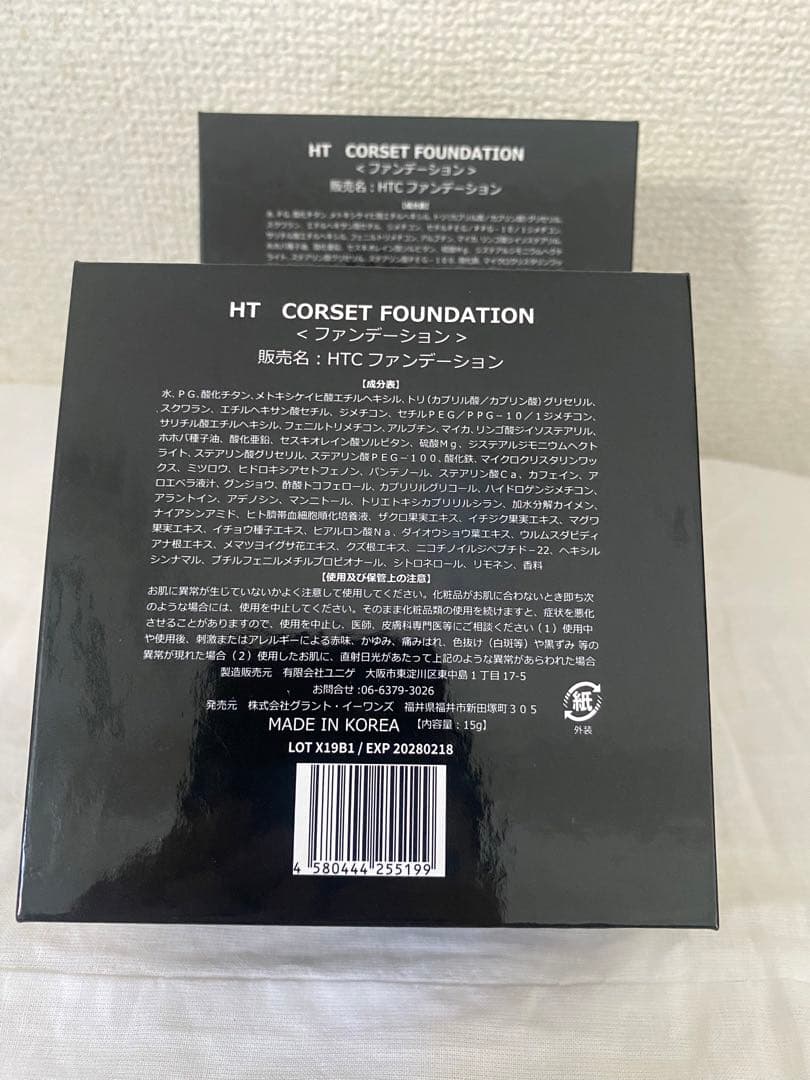 HT CORSET FOUNDATION
<ファンデーション>
販売名:HTCファンデーション
【成分表】
HT CORSET FOUNDATION
<ファンデーション>
販売名:HTCファンデーション
【成分表】
水、PG、酸化チタン、メトキシケイヒ酸エチルヘキシル、トリ(カプリル酸/カプリン酸)グリセリル、
スクワラン、エチルヘキサン酸セチル、ジメチコン、セチルPEG/PPG-10/1ジメチコン、
サリチル酸エチルヘキシル、フェニルトリメチコン、アルブチン、マイカ、リンゴ酸ジイソステアリル、
ホホバ種子油、酸化亜鉛、セスキオレイン酸ソルビタン、硫酸Mg、ジステアルジモニウムヘクト
ライト、ステアリン酸グリセリル、ステアリン酸PEG-100、酸化鉄、マイクロクリスタリンワッ
クス、ミツロウ、ヒドロキシアセトフェノン、パンテノール、ステアリン酸Ca、カフェイン、ア
ロエベラ液汁、グンジョウ、酢酸トコフェロール、カプリリルグリコール、ハイドロゲンジメチコン、
アラントイン、アデノシン、マンニトール、トリエトキシカプリリルシラン、加水分解カイメン、
ナイアシンアミド、ヒト臍帯血細胞順化培養液、ザクロ果実エキス、イチジク果実エキス、マグワ
果実エキス、イチョウ種子エキス、ヒアルロン酸Na、ダイオウショウ葉エキス、ウルムスダビディ
アナ根エキス、メマツヨイグサ花エキス、クズ根エキス、ニコチノイルジペプチド-22、ヘキシル
シンナマル、ブチルフェニルメチルプロピオナール、シトロネロール、リモネン、香料
【使用及び保管上の注意】
お肌に異常が生じていないかよく注意して使用してください。化粧品がお肌に合わないとき即ち次
のような場合には、使用を中止してください。そのまま化粧品類の使用を続けますと、症状を悪化
させることがありますので、使用を中止し、医師、皮膚科専門医等にご相談ください(1)使用中
や使用後、刺激またはアレルギーによる赤味、かゆみ、痛みはれ、色抜け(白斑等)や黒ずみ 等の
異常が現れた場合(2)使用したお肌に、直射日光があたって上記のような異常があらわれた場合
製造販売元 有限会社ユニゲ 大阪市東淀川区東中島1丁目17-5
お問合せ:06-6379-3026
発売元 株式会社グラント・イーワンズ 福井県福井市新田塚町305
MADE IN KOREA 【内容量:15g】
紙
外装
LOT X19B1 / EXP 20280218
4 580444 255199